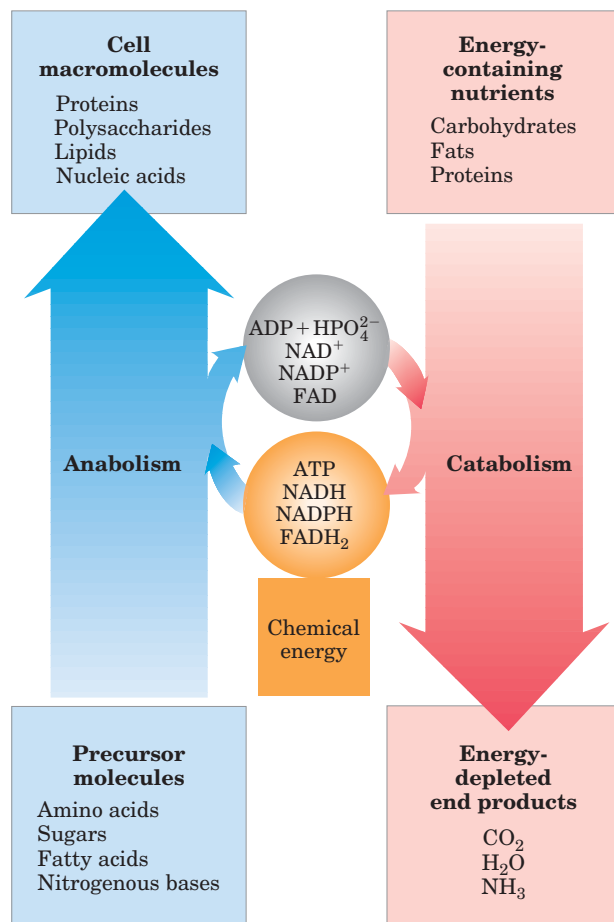 Cell
macromolecules
Proteins
Polysaccharides
Lipids
Nucleic acids
Energy-
containing
nutrients
Carbohydrates
Fats
Proteins
ADP + HPO₄²⁻
NAD⁺
NADP⁺
FAD
Anabolism
ATP
NADH
NADPH
FADH₂
Catabolism
Chemical
energy
Precursor
molecules
Amino acids
Sugars
Fatty acids
Nitrogenous bases
Energy-
depleted
end products
CO₂
H₂O
NH₃